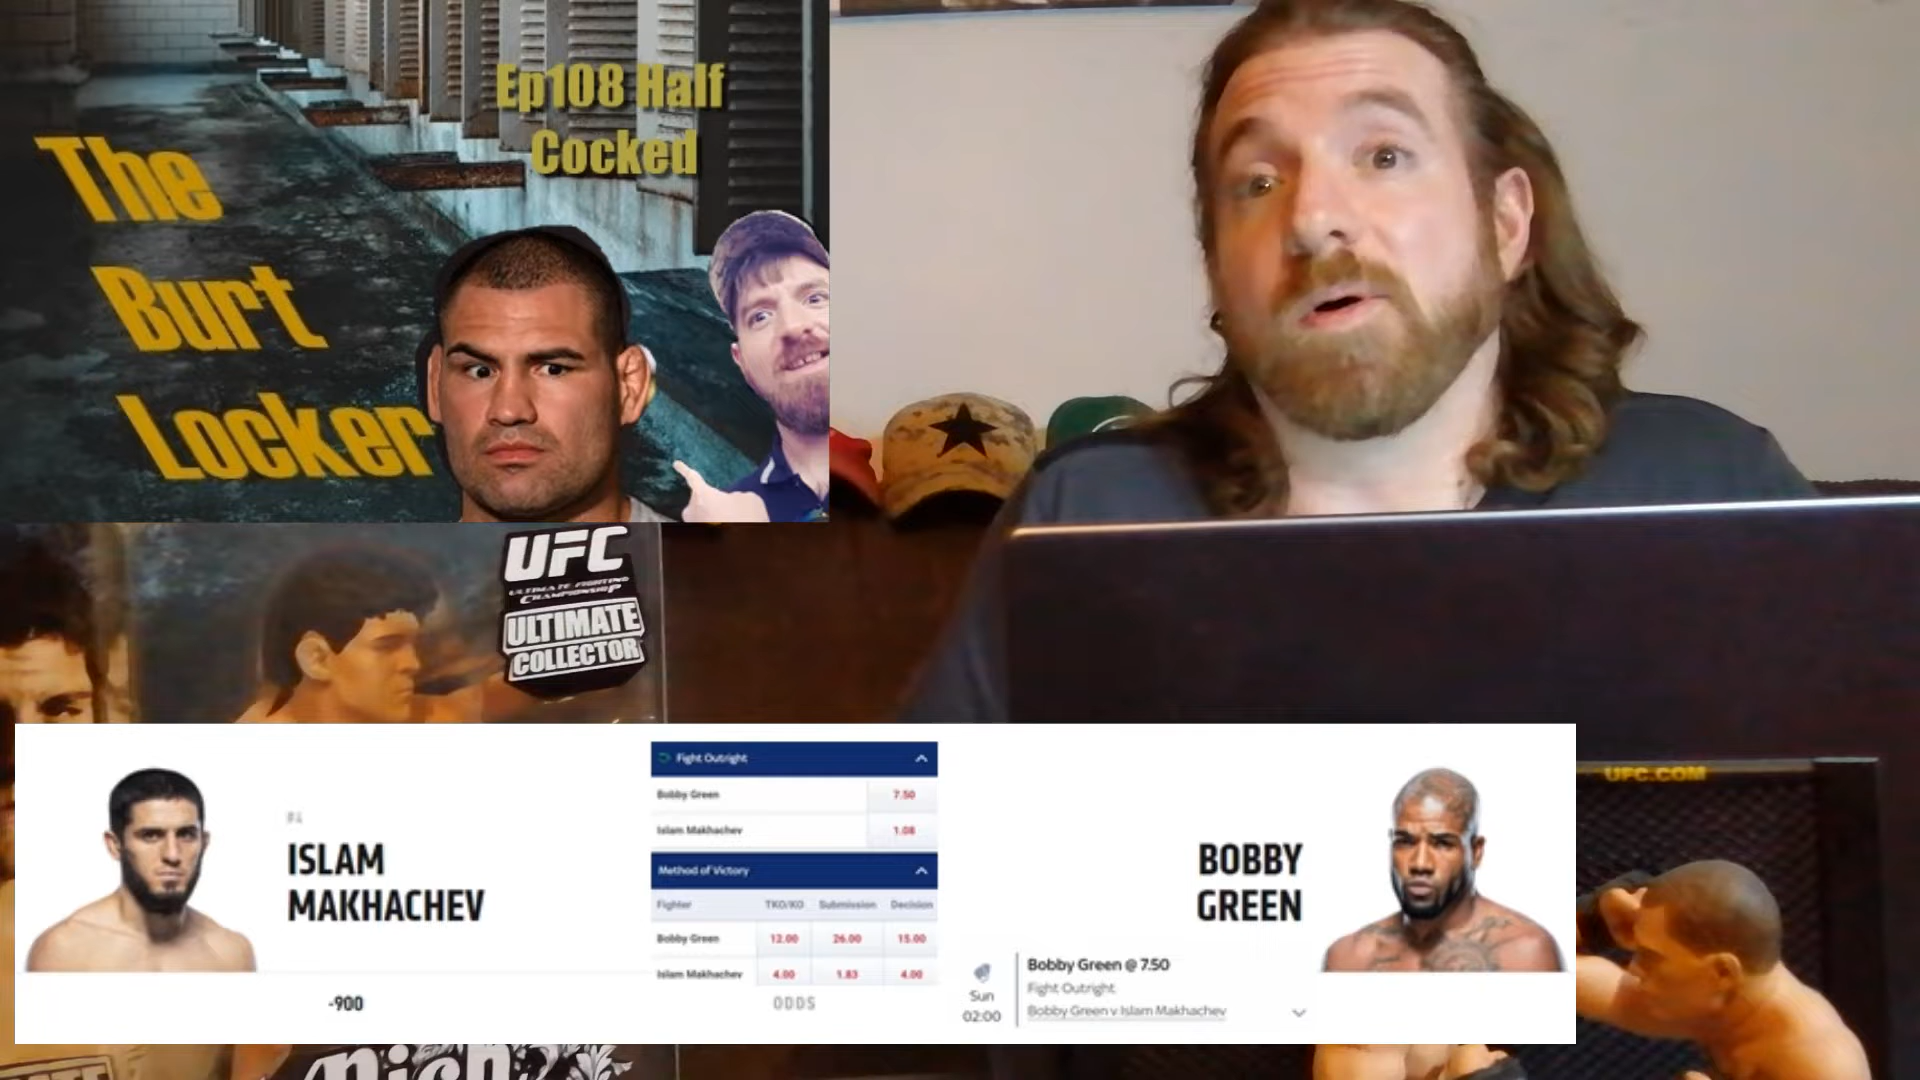 Ep108 Half
Cocked
The
Burt
Locker
UFC
ULTIMATE FIGHTING
CHAMPIONSHIP
ULTIMATE
COLLECTOR
UFC.COM
#4
ISLAM
MAKHACHEV
-900
Fight Outright
Bobby Green 7.50
Islam Makhachev 1.08
Method of Victory
Fighter TKO/KO Submission Decision
Bobby Green 12.00 26.00 15.00
Islam Makhachev 4.00 1.83 4.00
ODDS
BOBBY
GREEN
Sun
02:00
Bobby Green @ 7.50
Fight Outright
Bobby Green v Islam Makhachev